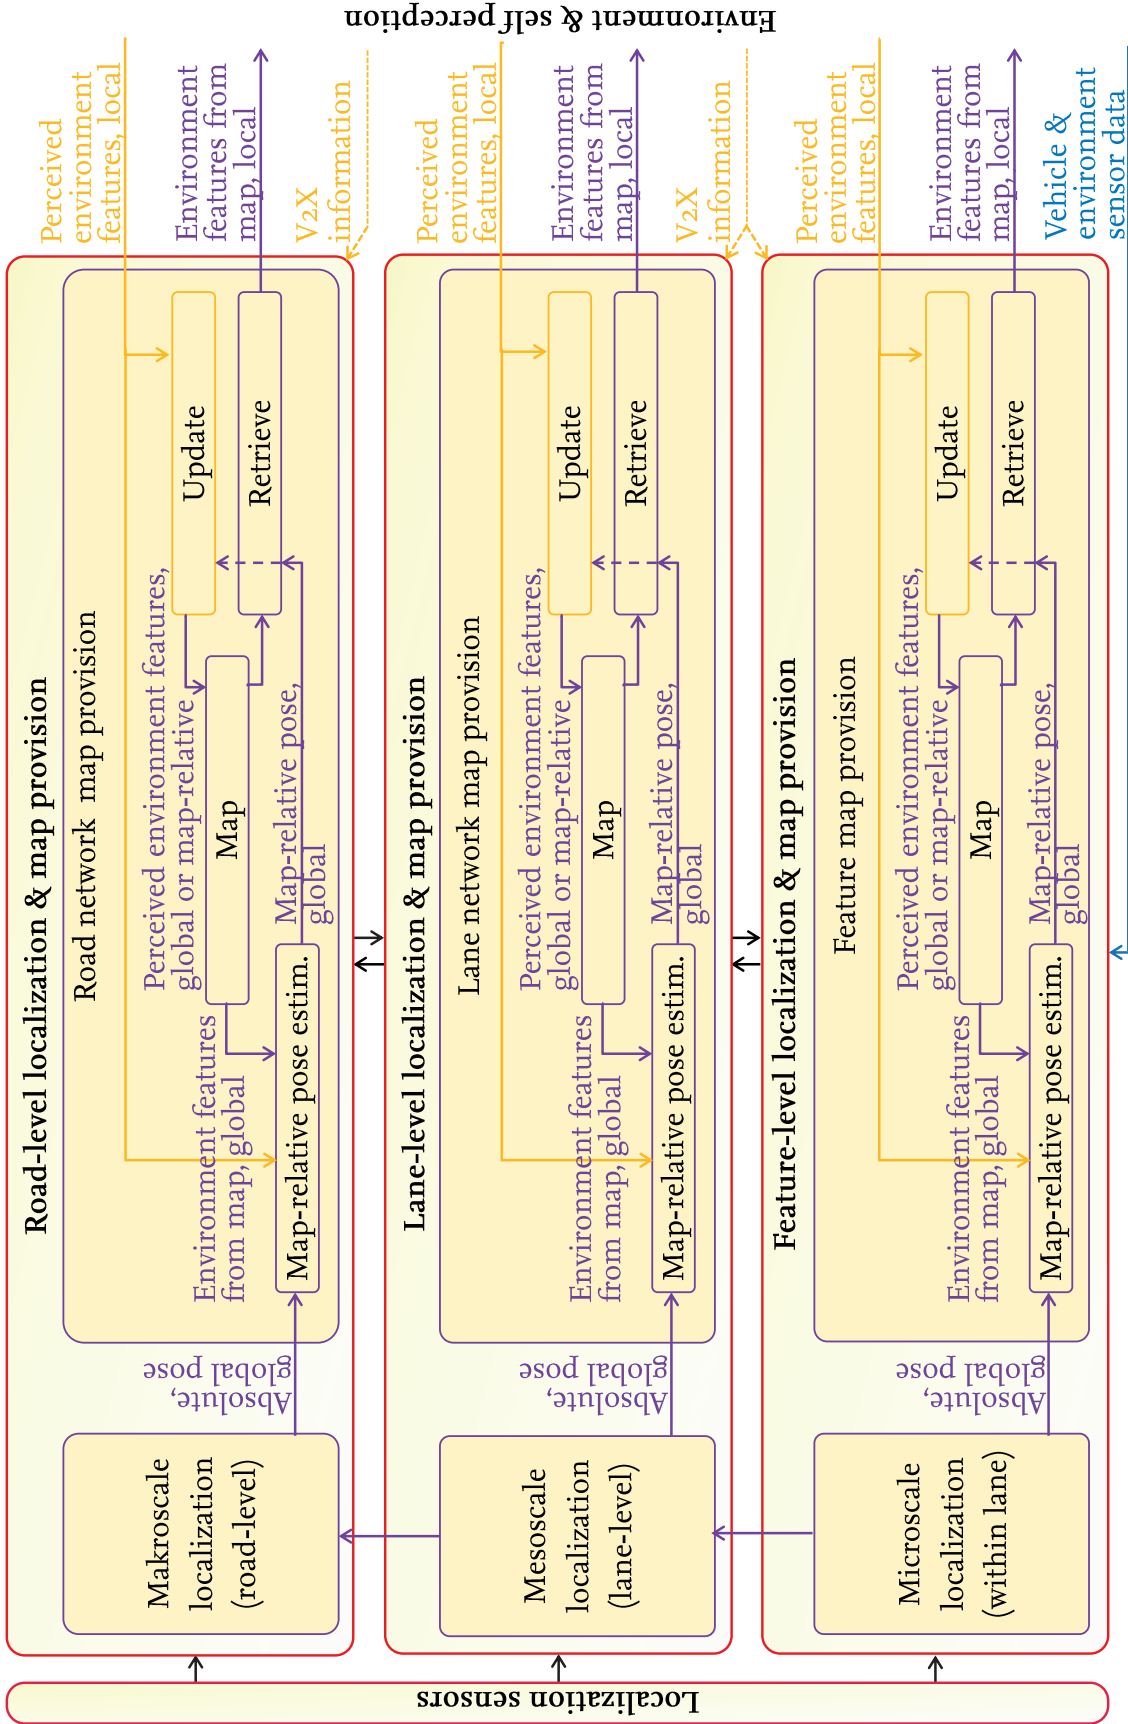 Environment & self perception
Road-level localization & map provision
Road network map provision
Perceived
environment
features, local
Environment
features from
map, local
V2X
information
Update
Retrieve
Perceived environment features,
global or map-relative
Map
Map-relative pose,
global
Environment features
from map, global
Map-relative pose estim.
Absolute,
global pose
Makroscale
localization
(road-level)
Lane-level localization & map provision
Lane network map provision
Perceived
environment
features, local
Environment
features from
map, local
V2X
information
Update
Retrieve
Perceived environment features,
global or map-relative
Map
Map-relative pose,
global
Environment features
from map, global
Map-relative pose estim.
Absolute,
global pose
Mesoscale
localization
(lane-level)
Feature-level localization & map provision
Feature map provision
Perceived
environment
features, local
Environment
features from
map, local
Vehicle &
environment
sensor data
Update
Retrieve
Perceived environment features,
global or map-relative
Map
Map-relative pose,
global
Environment features
from map, global
Map-relative pose estim.
Absolute,
global pose
Microscale
localization
(within lane)
Localization sensors